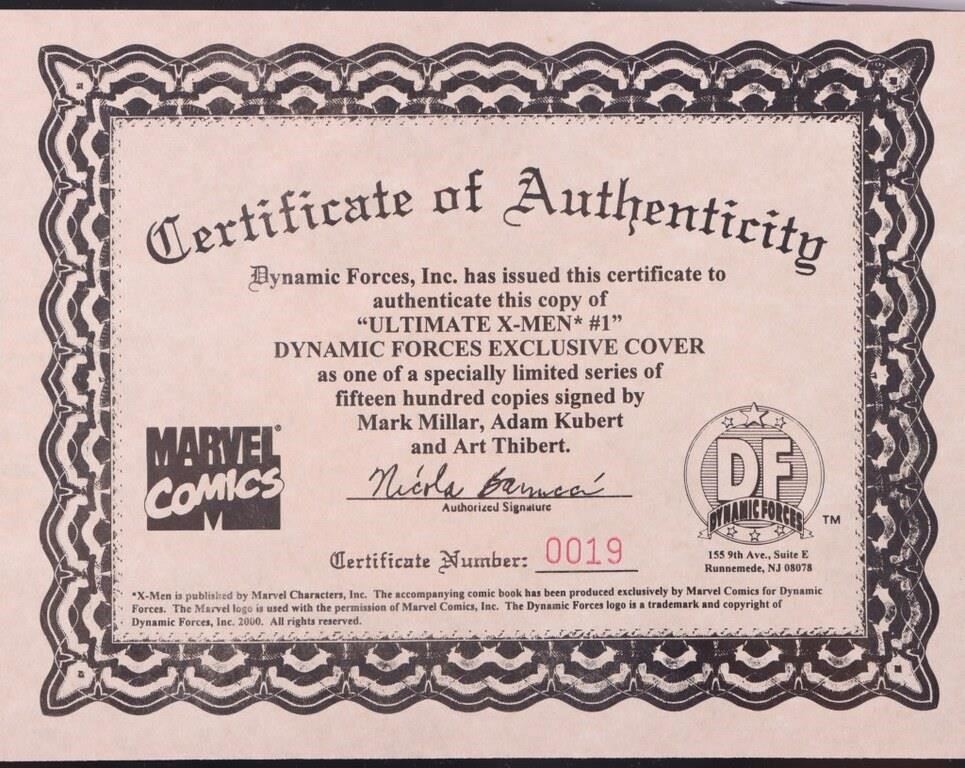 Certificate of Authenticity
Dynamic Forces, Inc. has issued this certificate to
authenticate this copy of
“ULTIMATE X-MEN* #1”
DYNAMIC FORCES EXCLUSIVE COVER
as one of a specially limited series of
fifteen hundred copies signed by
Mark Millar, Adam Kubert
and Art Thibert.
MARVEL®
COMICS
M
Nicola
Authorized Signature
DF
DYNAMIC FORCES
TM
155 9th Ave., Suite E
Runnemede, NJ 08078
Certificate Number: 0019
*X-Men is published by Marvel Characters, Inc. The accompanying comic book has been produced exclusively by Marvel Comics for Dynamic
Forces. The Marvel logo is used with the permission of Marvel Comics, Inc. The Dynamic Forces logo is a trademark and copyright of
Dynamic Forces, Inc. 2000. All rights reserved.